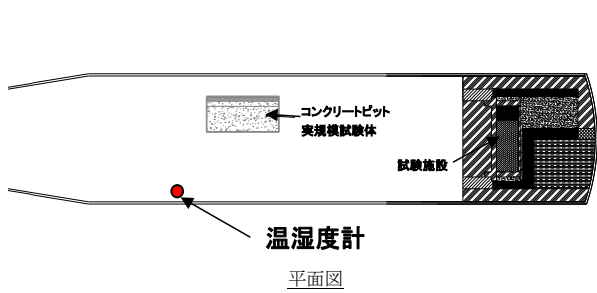 コンクリートピット
実規模試験体
試験施設
温湿度計
平面図